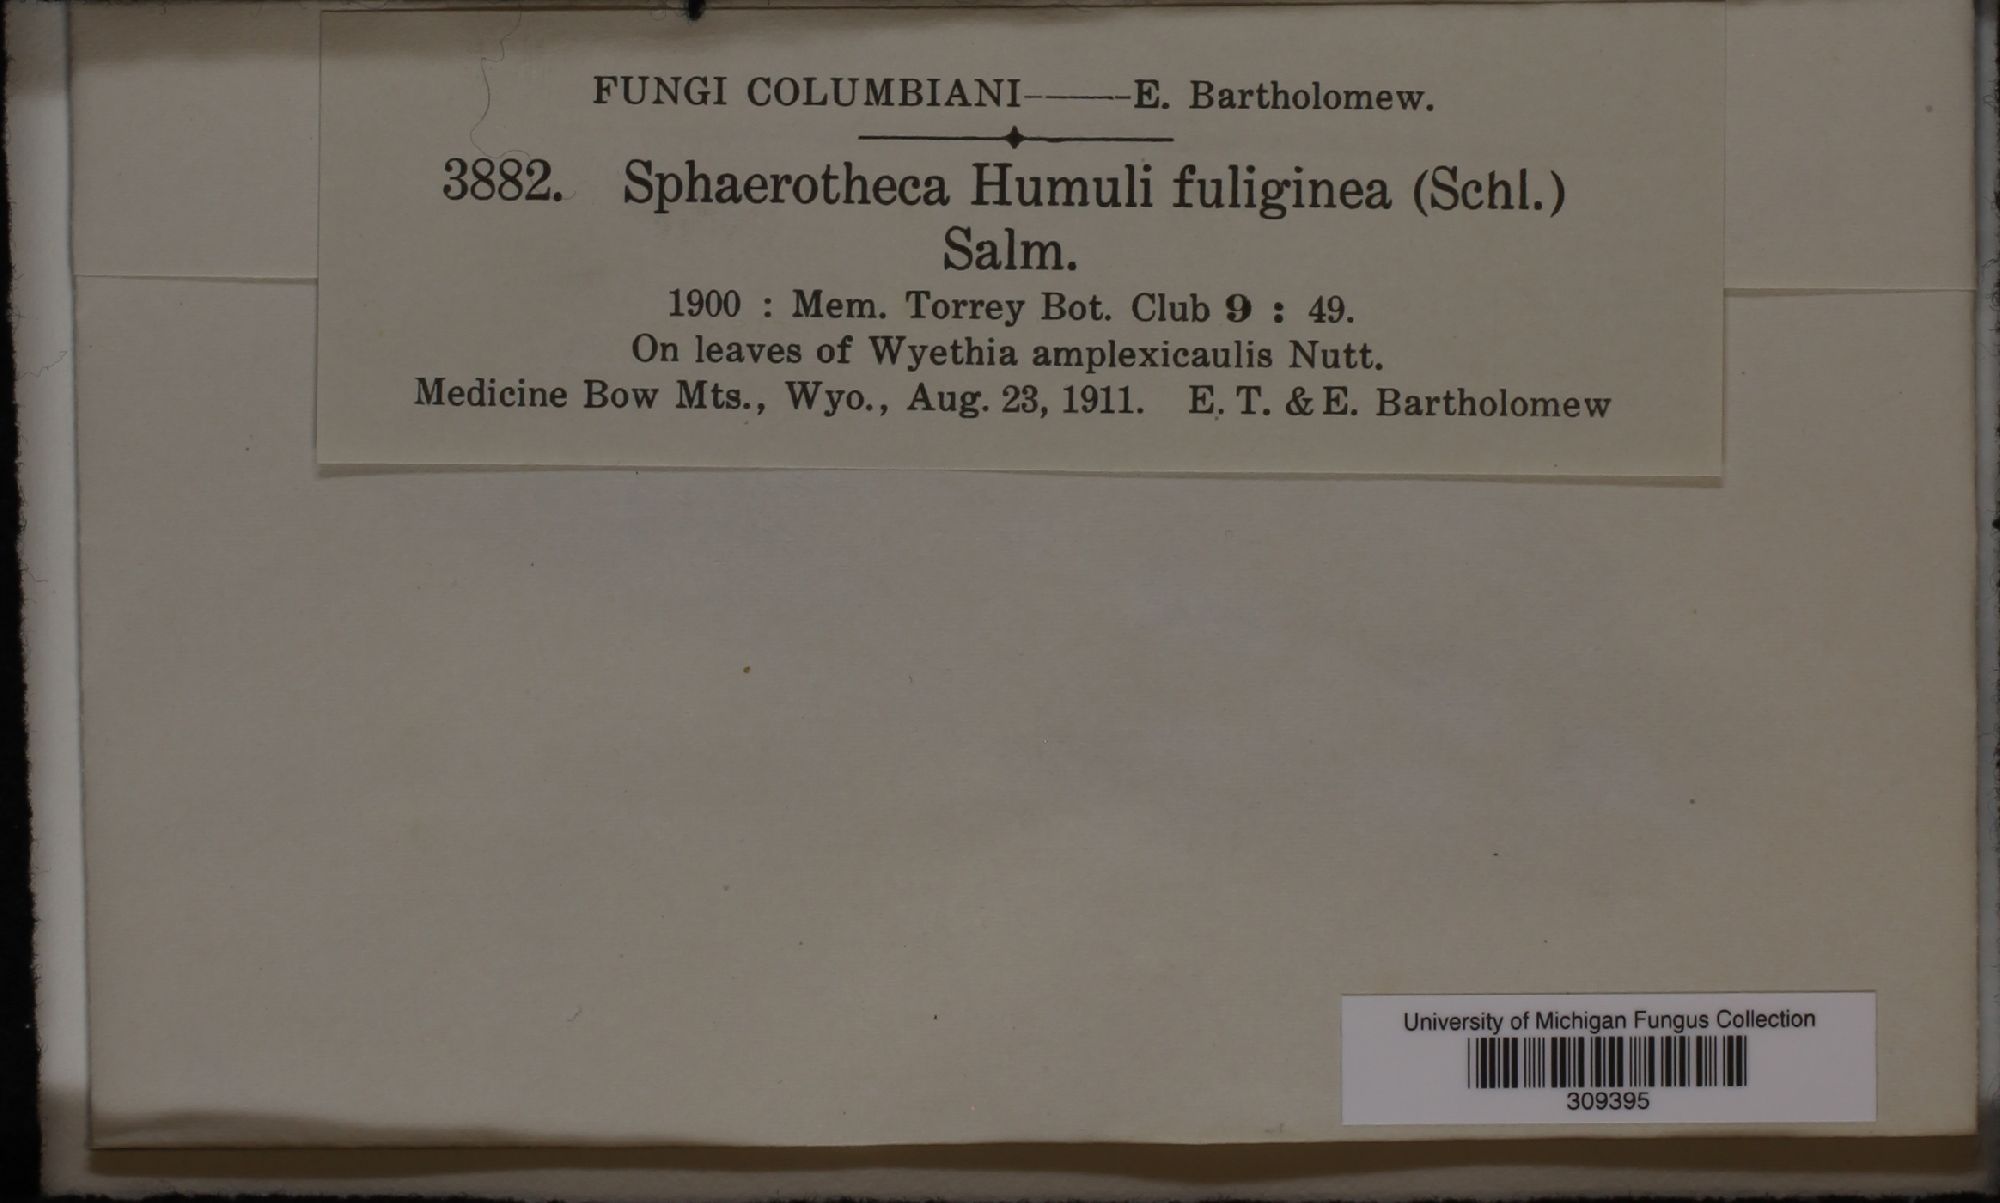 FUNGI COLUMBIANI——E. Bartholomew.
3882. Sphaerotheca Humuli fuliginea (Schl.)
Salm.
1900 : Mem. Torrey Bot. Club 9 : 49.
On leaves of Wyethia amplexicaulis Nutt.
Medicine Bow Mts., Wyo., Aug. 23, 1911. E. T. & E. Bartholomew
University of Michigan Fungus Collection
309395